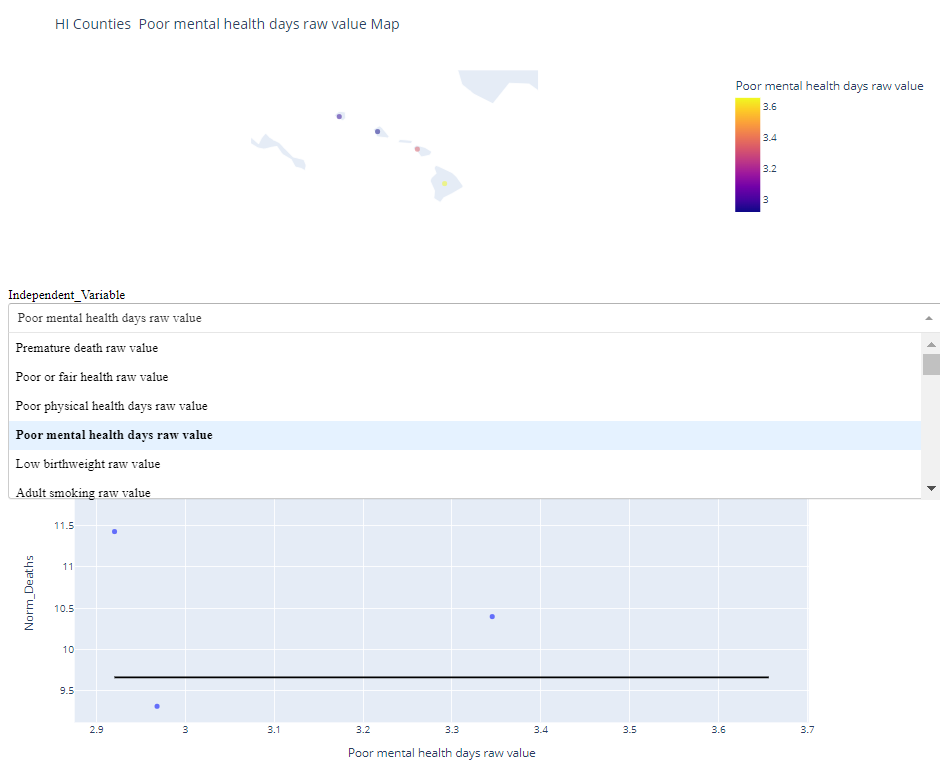 HI Counties  Poor mental health days raw value Map
Poor mental health days raw value
3.6
3.4
3.2
3
Independent_Variable
Poor mental health days raw value
Premature death raw value
Poor or fair health raw value
Poor physical health days raw value
Poor mental health days raw value
Low birthweight raw value
Adult smoking raw value
Norm_Deaths
11.5
11
10.5
10
9.5
2.9 3 3.1 3.2 3.3 3.4 3.5 3.6 3.7
Poor mental health days raw value